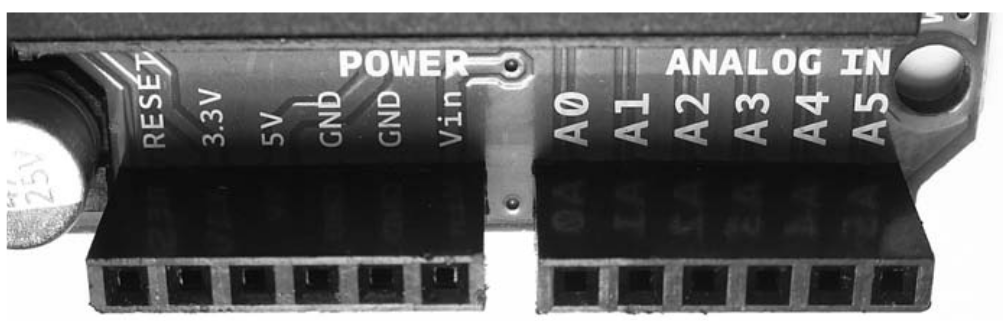 POWER
ANALOG IN
RESET
3.3V
5V
GND
GND
Vin
A0
A1
A2
A3
A4
A5
25V